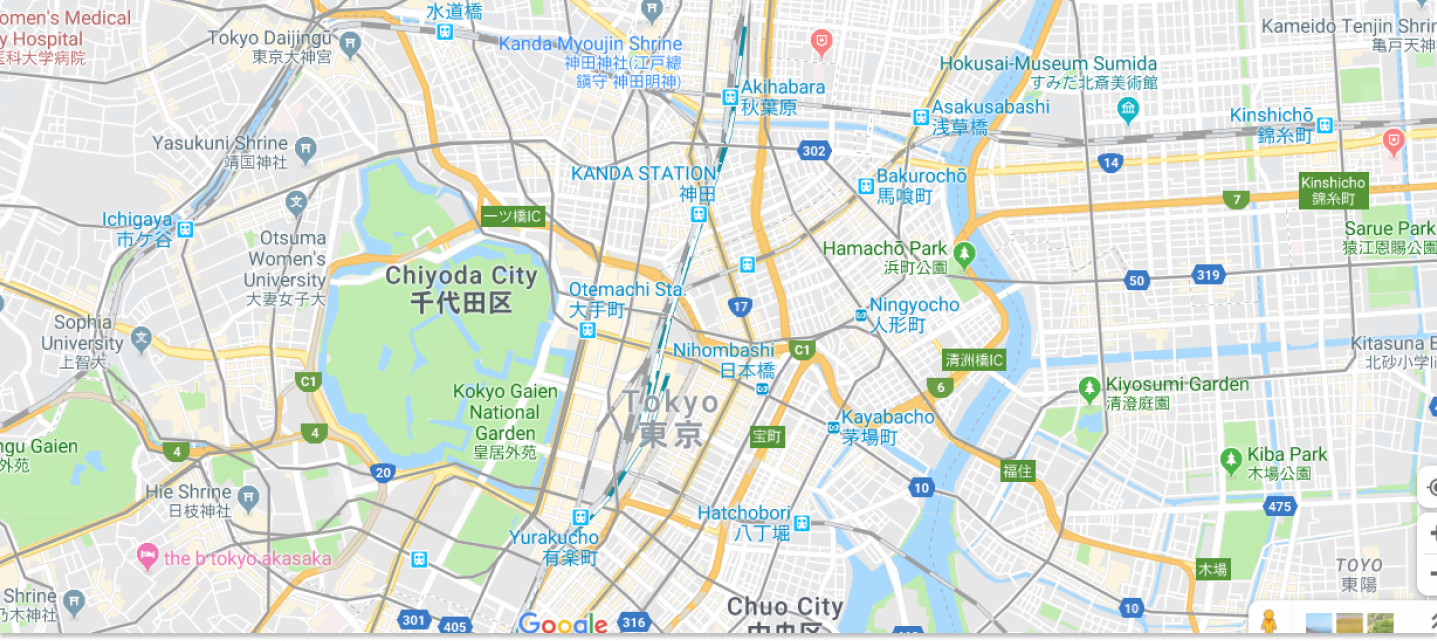 omen's Medical
y Hospital
医科大学病院
水道橋
Tokyo Daijingu
東京大神宮
Kanda Myoujin Shrine
神田神社(江戸總
鎮守 神田明神)
Kameido Tenjin Shrin
亀戸天神
Hokusai-Museum Sumida
すみだ北斎美術館
Akihabara
秋葉原
Asakusabashi
浅草橋
Kinshichō
錦糸町
Yasukuni Shrine
靖国神社
302
14
KANDA STATION
神田
Bakurochō
馬喰町
Kinshicho
錦糸町
7
Ichigaya
市ケ谷
一ツ橋IC
Otsuma
Women's
University
大妻女子大
Sarue Park
猿江恩賜公園
Hamachō Park
浜町公園
Chiyoda City
千代田区
50
319
Otemachi Sta.
大手町
17
Ningyocho
人形町
Sophia
University
上智大
Nihombashi
日本橋
C1
清洲橋IC
Kitasuna E
北砂小学
C1
6
Kiyosumi Garden
清澄庭園
Kokyo Gaien
National
Garden
皇居外苑
Tokyo
東京
Kayabacho
茅場町
宝町
4
4
ngu Gaien
外苑
20
福住
Kiba Park
木場公園
10
475
Hie Shrine
日枝神社
Hatchobori
八丁堀
Yurakucho
有楽町
the b tokyo akasaka
木場
TOYO
東陽
Shrine
乃木神社
Chuo City
中央区
10
301
405
Google
316